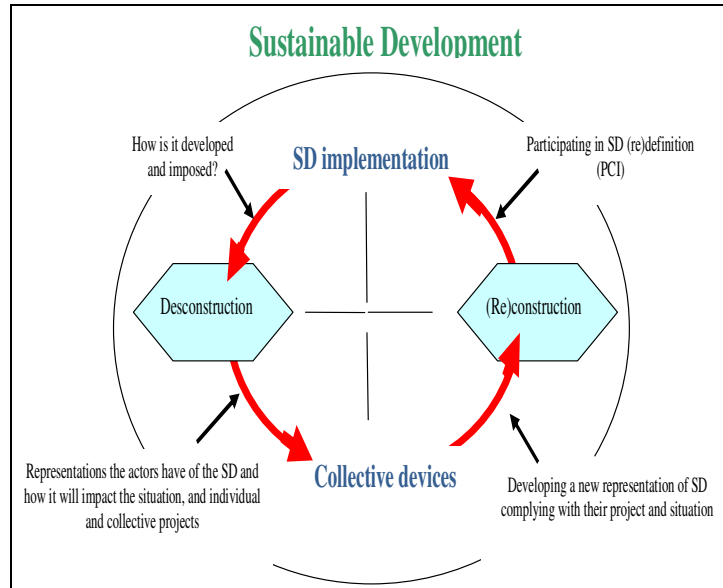 Sustainable Development
How is it developed
and imposed?
SD implementation
Participating in SD (re)definition
(PCI)
Desconstruction
(Re)construction
Representations the actors have of the SD and
how it will impact the situation, and individual
and collective projects
Collective devices
Developing a new representation of SD
complying with their project and situation